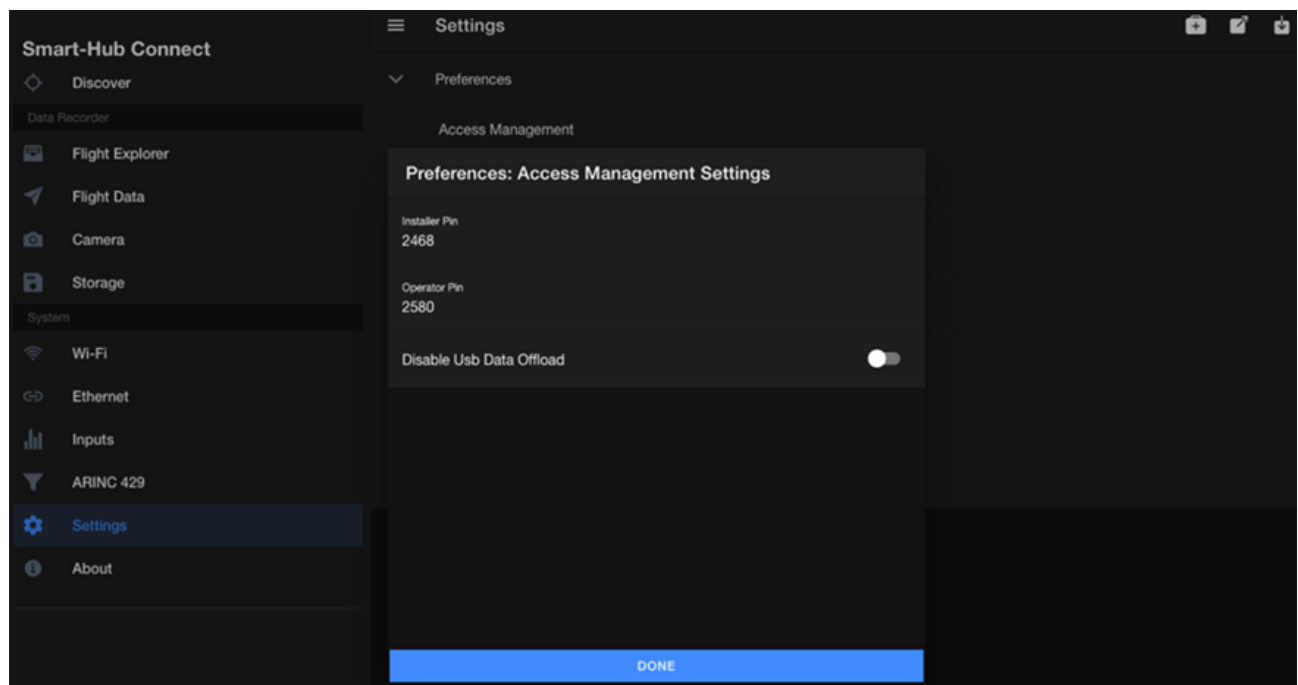 Smart-Hub Connect
Discover
Data Recorder
Flight Explorer
Flight Data
Camera
Storage
System
Wi-Fi
Ethernet
Inputs
ARINC 429
Settings
About
Settings
Preferences
Access Management
Preferences: Access Management Settings
Installer Pin
2468
Operator Pin
2580
Disable Usb Data Offload
DONE